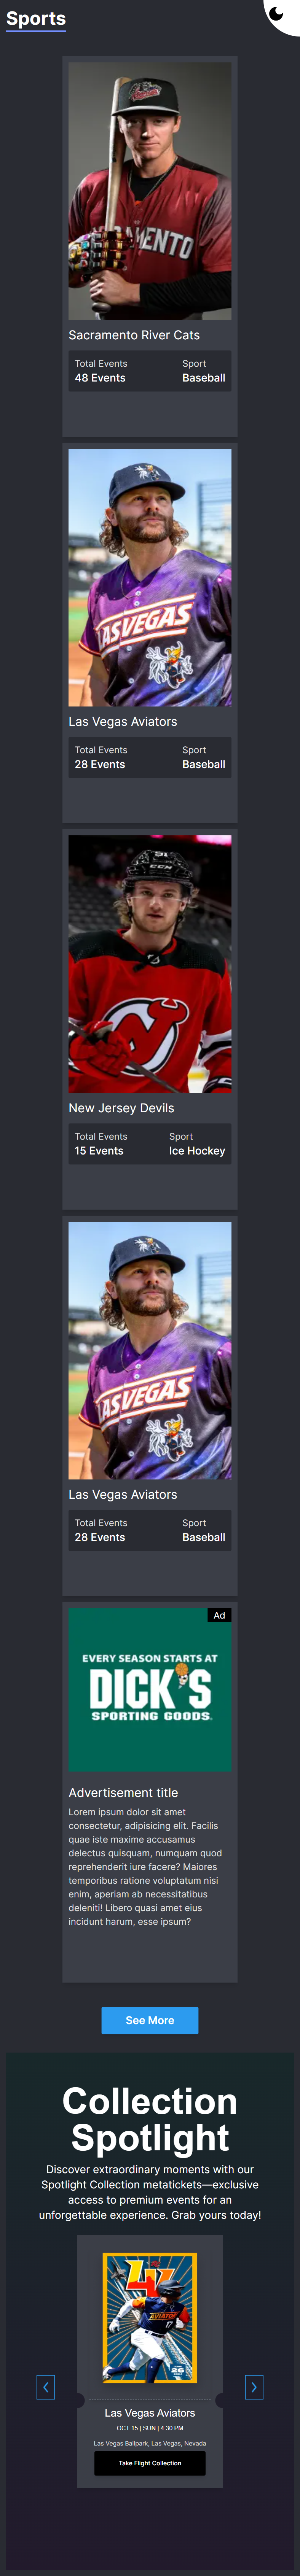 Sports
Sacramento River Cats
Total Events Sport
48 Events Baseball
ASVEGAS
Las Vegas Aviators
Total Events Sport
28 Events Baseball
New Jersey Devils
Total Events Sport
15 Events Ice Hockey
ASVEGAS
Las Vegas Aviators
Total Events Sport
28 Events Baseball
Ad
EVERY SEASON STARTS AT
DICK'S
SPORTING GOODS.
Advertisement title
Lorem ipsum dolor sit amet
consectetur, adipisicing elit. Facilis
quae iste maxime accusamus
delectus quisquam, numquam quod
reprehenderit iure facere? Maiores
temporibus ratione voluptatum nisi
enim, aperiam ab necessitatibus
deleniti! Libero quasi amet eius
incidunt harum, esse ipsum?
See More
Collection
Spotlight
Discover extraordinary moments with our
Spotlight Collection metatickets—exclusive
access to premium events for an
unforgettable experience. Grab yours today!
LV
Las Vegas Aviators
OCT 15 | SUN | 4:30 PM
Las Vegas Ballpark, Las Vegas, Nevada
Take Flight Collection